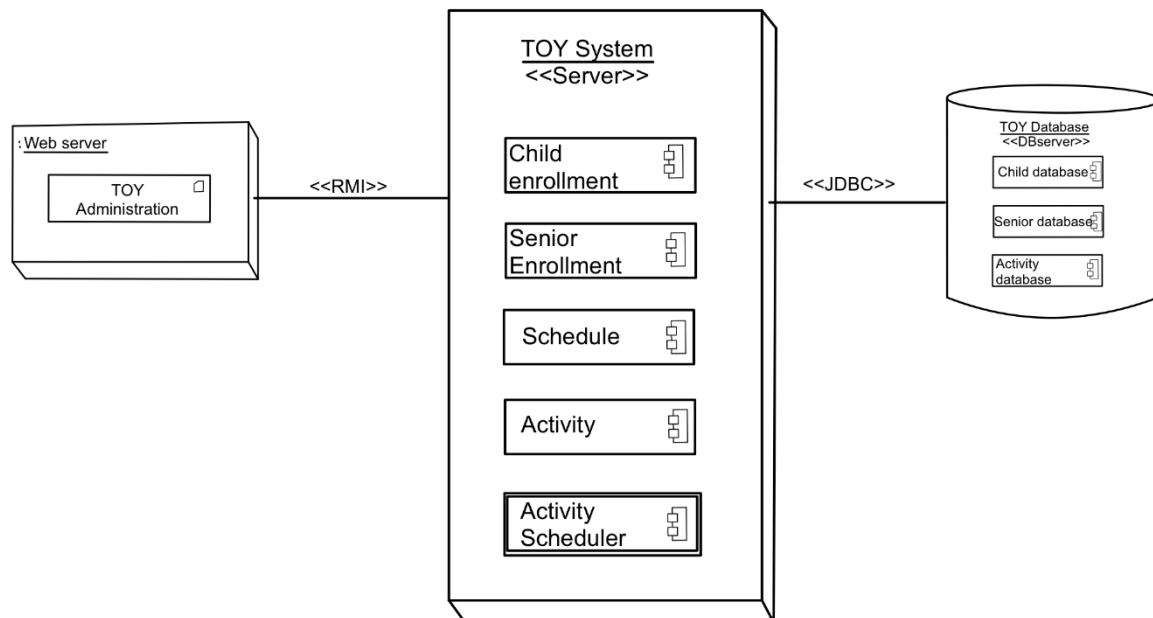 : Web server
TOY
Administration
<<RMI>>
TOY System
<<Server>>
Child
enrollment
Senior
Enrollment
Schedule
Activity
Activity
Scheduler
<<JDBC>>
TOY Database
<<DBserver>>
Child database
Senior database
Activity
database